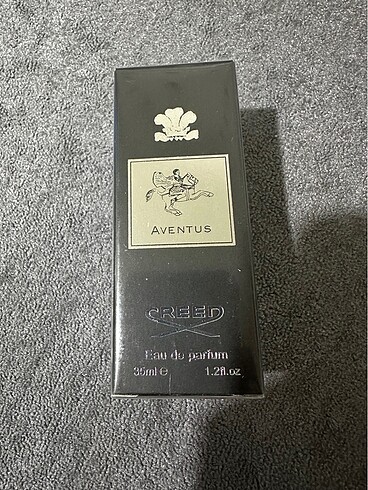 AVENTUS
CREED
Eau de parfum
35ml ℮ 1.2fl.oz